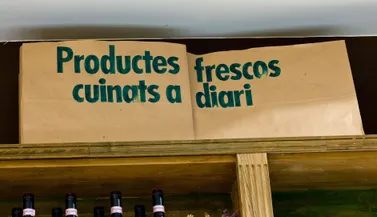 Productes frescos
cuinats a diari